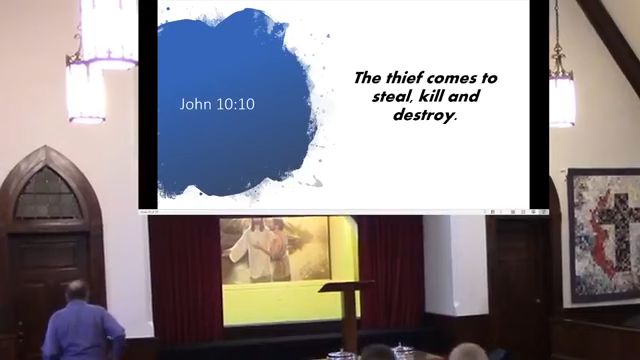 John 10:10
The thief comes to
steal, kill and
destroy.